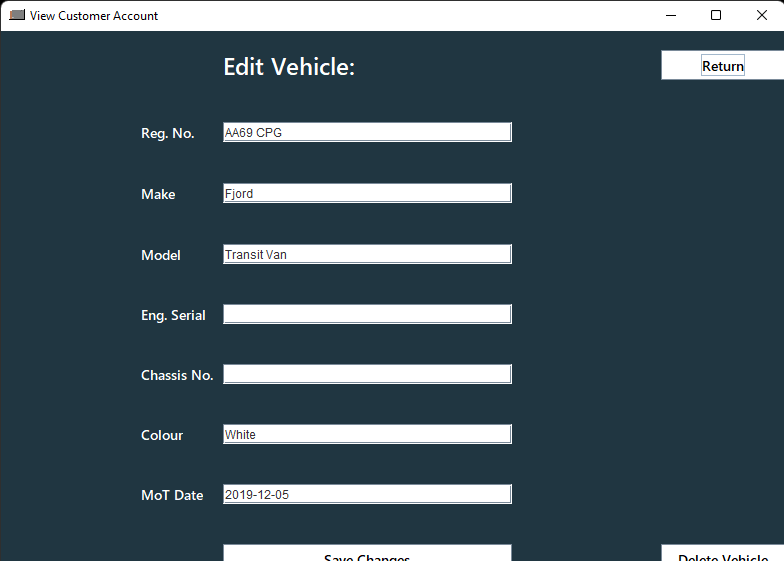 View Customer Account
Edit Vehicle:
Return
Reg. No. AA69 CPG
Make Fjord
Model Transit Van
Eng. Serial
Chassis No.
Colour White
MoT Date 2019-12-05
Save Changes
Delete Vehicle